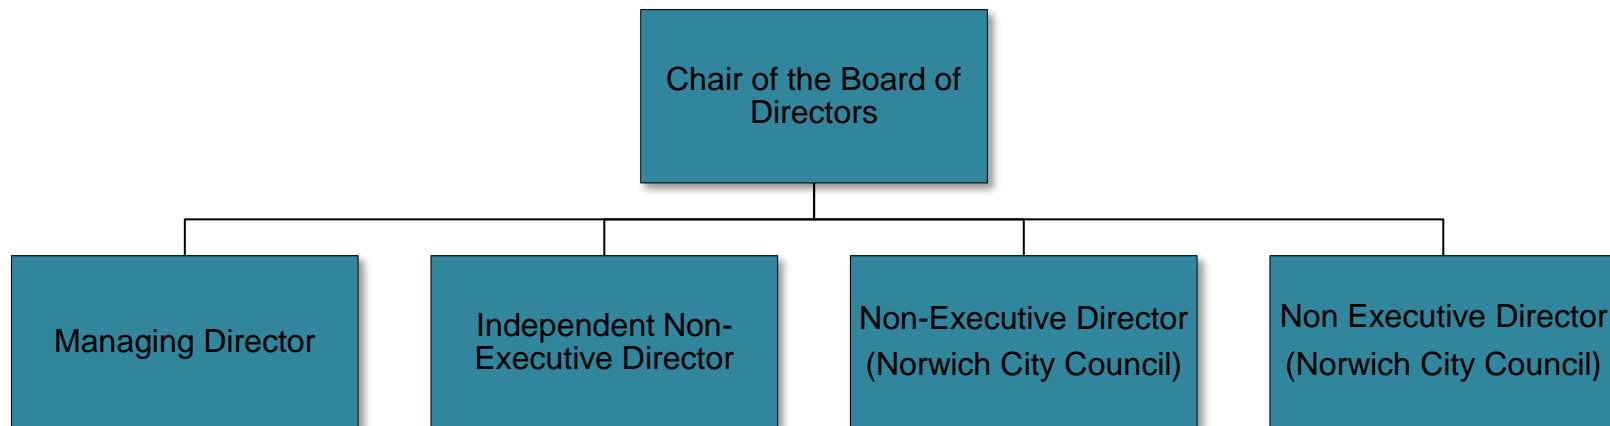 Chair of the Board of
Directors
Managing Director
Independent Non-
Executive Director
Non-Executive Director
(Norwich City Council)
Non Executive Director
(Norwich City Council)